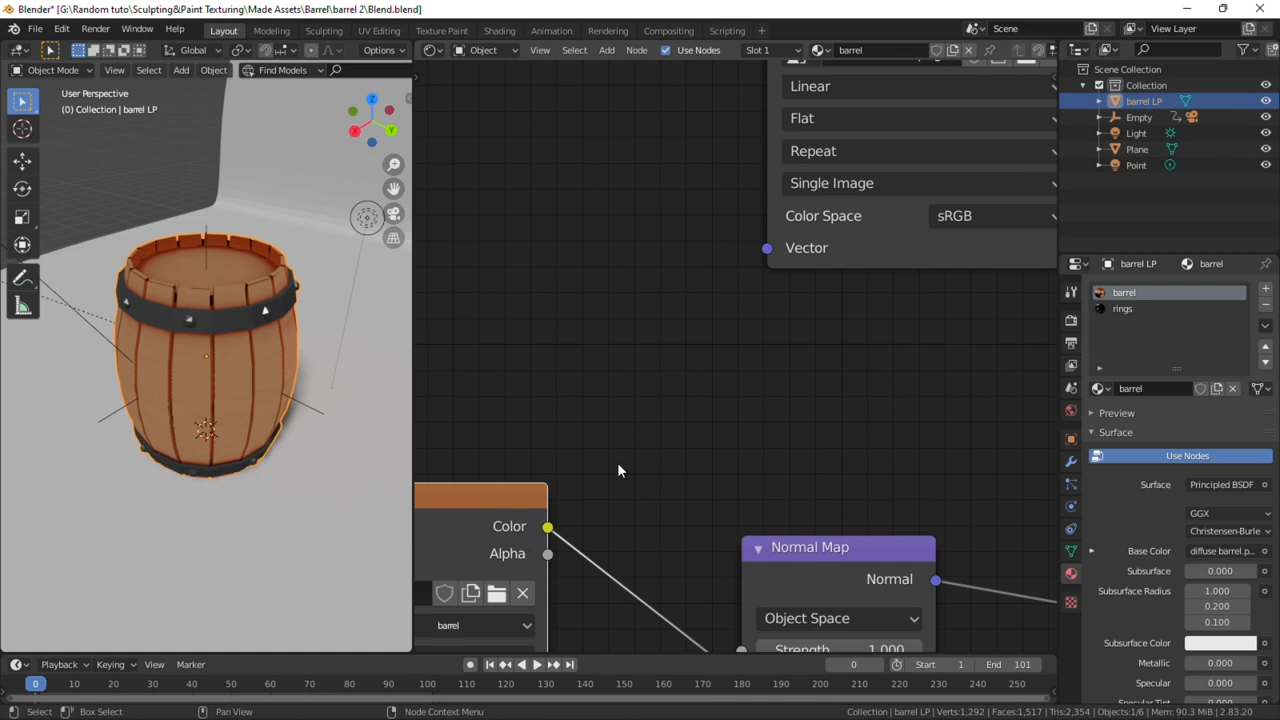 Blender* [G:\Random tuto\Sculpting&Paint Texturing\Made Assets\Barrel\barrel 2\Blend.blend]
File Edit Render Window Help Layout Modeling Sculpting UV Editing Texture Paint Shading Animation Rendering Compositing Scripting + Scene View Layer
Global Options Object View Select Add Node Use Nodes Slot 1 barrel
Object Mode View Select Add Object Find Models
User Perspective
(0) Collection | barrel LP
Z
X
Y
Linear
Flat
Repeat
Single Image
Color Space sRGB
Vector
Color
Alpha
barrel
Normal Map
Normal
Object Space
Strength 1.000
Scene Collection
Collection
barrel LP
Empty
Light
Plane
Point
barrel LP barrel
barrel
rings
barrel
Preview
Surface
Use Nodes
Surface Principled BSDF
GGX
Christensen-Burle
Base Color diffuse barrel.p...
Subsurface 0.000
Subsurface Radius 1.000
0.200
0.100
Subsurface Color
Metallic 0.000
Specular 0.000
Specular Tint 0.000
Playback Keying View Marker 0 Start 1 End 101
0 10 20 30 40 50 60 70 80 90 100 110 120 130 140 150 160 170 180 190 200 210 220 230 240 250
Select Box Select Pan View Node Context Menu Collection | barrel LP | Verts:1,292 | Faces:1,517 | Tris:2,354 | Objects:1/6 | Mem: 90.3 MiB | 2.83.20